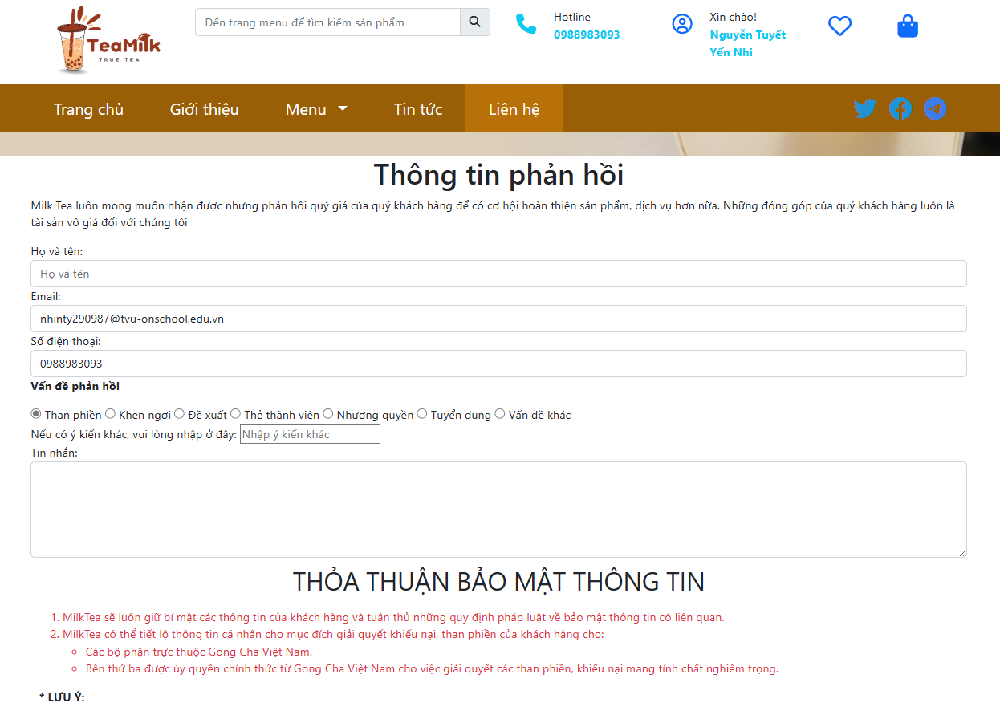 TeaMilk
TRUE TEA
Đến trang menu để tìm kiếm sản phẩm
Hotline
0988983093
Xin chào!
Nguyễn Tuyết
Yến Nhi
Trang chủ
Giới thiệu
Menu
Tin tức
Liên hệ
Thông tin phản hồi
Milk Tea luôn mong muốn nhận được nhưng phản hồi quý giá của quý khách hàng để có cơ hội hoàn thiện sản phẩm, dịch vụ hơn nữa. Những đóng góp của quý khách hàng luôn là
tài sản vô giá đối với chúng tôi
Họ và tên:
Họ và tên
Email:
nhinty290987@tvu-onschool.edu.vn
Số điện thoại:
0988983093
Vấn đề phản hồi
Than phiền Khen ngợi Đề xuất Thẻ thành viên Nhượng quyền Tuyển dụng Vấn đề khác
Nếu có ý kiến khác, vui lòng nhập ở đây: Nhập ý kiến khác
Tin nhắn:
THỎA THUẬN BẢO MẬT THÔNG TIN
1. MilkTea sẽ luôn giữ bí mật các thông tin của khách hàng và tuân thủ những quy định pháp luật về bảo mật thông tin có liên quan.
2. MilkTea có thể tiết lộ thông tin cá nhân cho mục đích giải quyết khiếu nại, than phiền của khách hàng cho:
Các bộ phận trực thuộc Gong Cha Việt Nam.
Bên thứ ba được ủy quyền chính thức từ Gong Cha Việt Nam cho việc giải quyết các than phiền, khiếu nại mang tính chất nghiêm trọng.
* LƯU Ý: